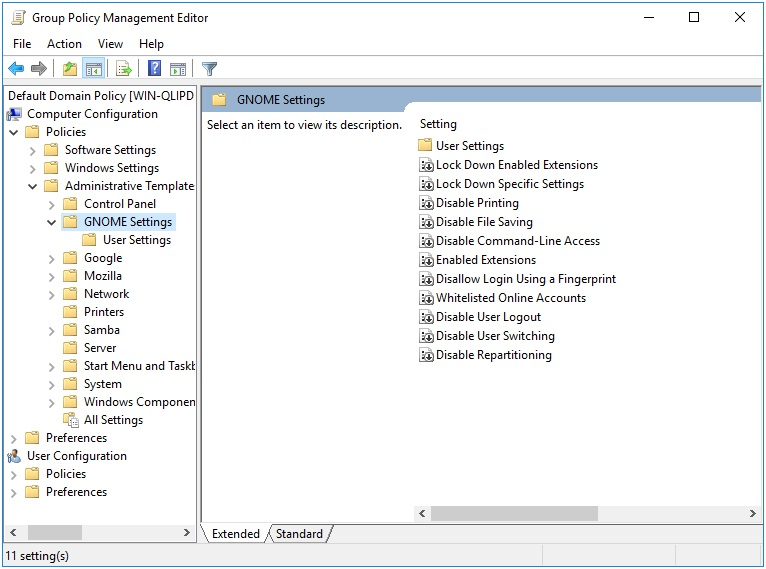 Group Policy Management Editor
File Action View Help
Default Domain Policy [WIN-QLIPD
Computer Configuration
Policies
Software Settings
Windows Settings
Administrative Template
Control Panel
GNOME Settings
User Settings
Google
Mozilla
Network
Printers
Samba
Server
Start Menu and Taskb
System
Windows Componen
All Settings
Preferences
User Configuration
Policies
Preferences
GNOME Settings
Select an item to view its description.
Setting
User Settings
Lock Down Enabled Extensions
Lock Down Specific Settings
Disable Printing
Disable File Saving
Disable Command-Line Access
Enabled Extensions
Disallow Login Using a Fingerprint
Whitelisted Online Accounts
Disable User Logout
Disable User Switching
Disable Repartitioning
Extended Standard
11 setting(s)